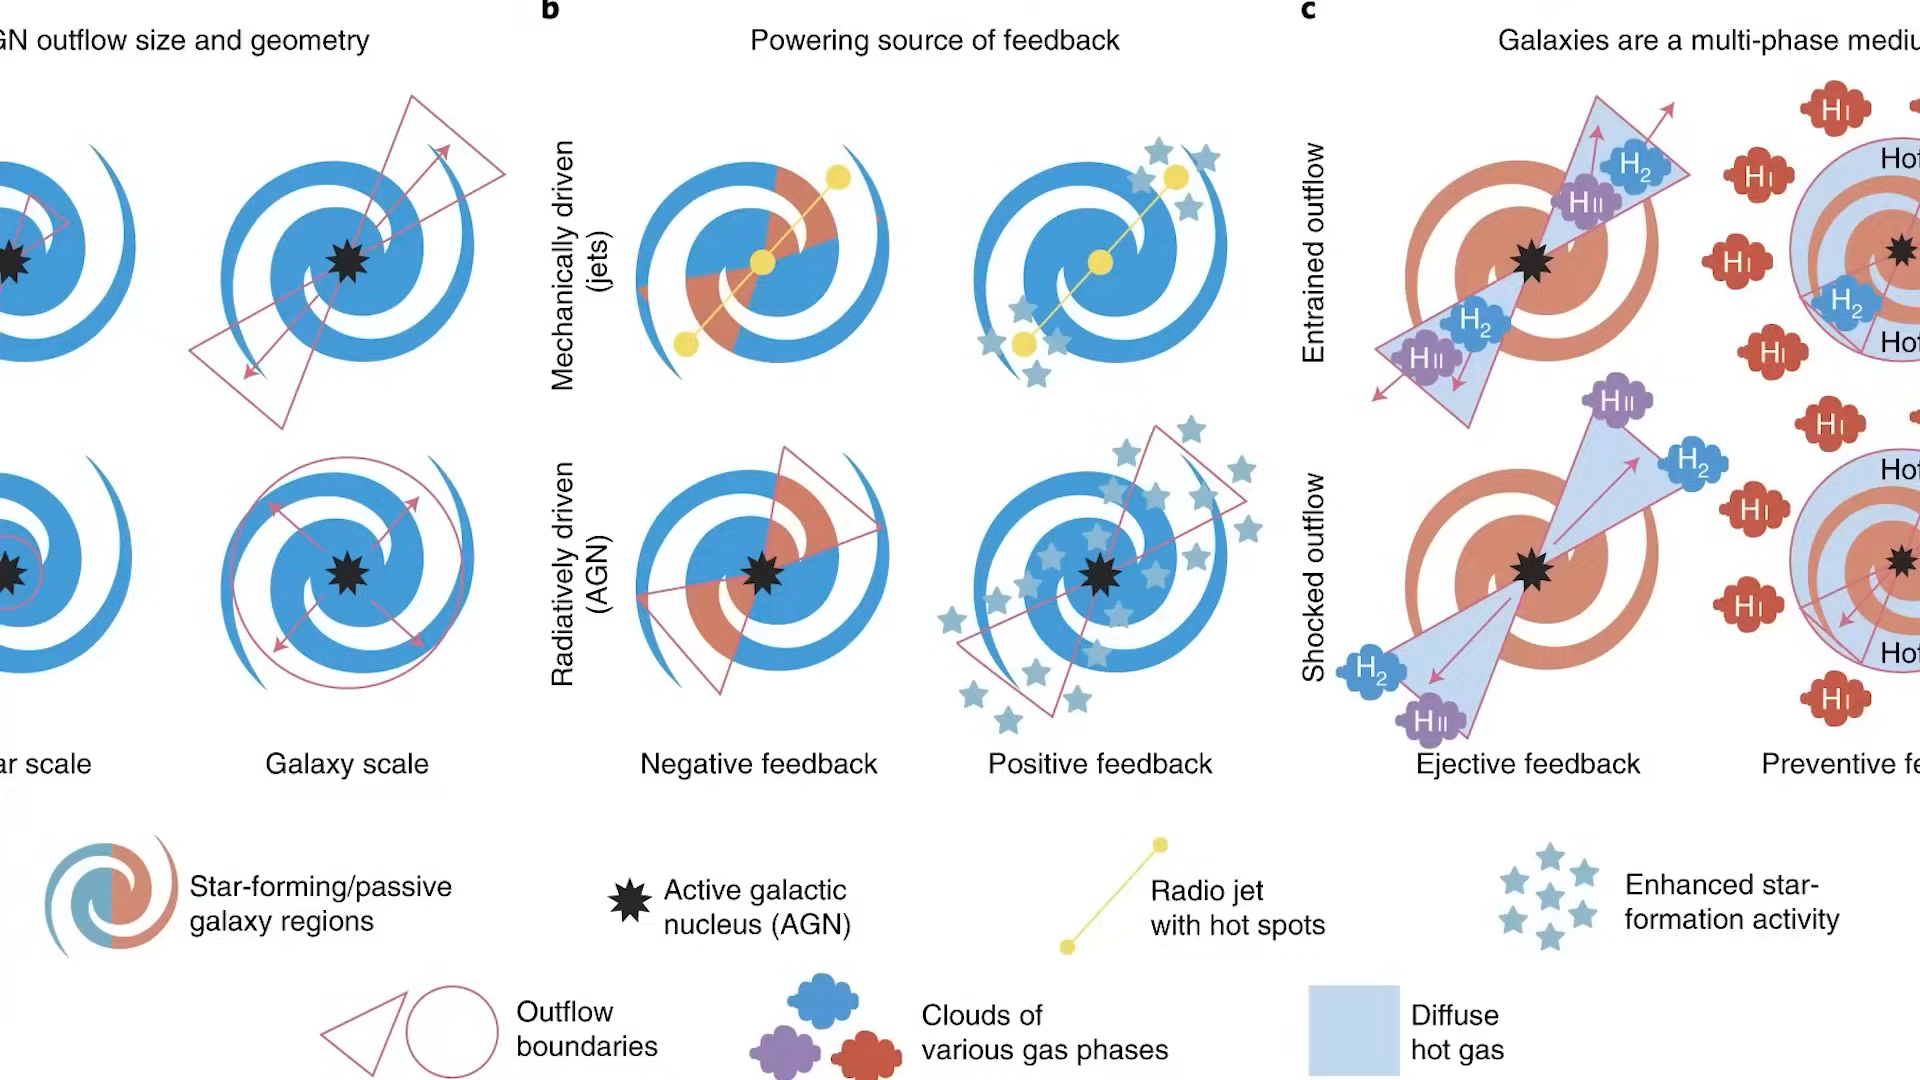 b
c
GN outflow size and geometry
Powering source of feedback
Galaxies are a multi-phase mediu
Mechanically driven
(jets)
Radiatively driven
(AGN)
Entrained outflow
Shocked outflow
H2
HII
H2
HII
HI
HI
HI
HI
Hot
H2
Hot
HII
H2
H2
HII
HI
HI
HI
HI
Hot
Hot
ar scale
Galaxy scale
Negative feedback
Positive feedback
Ejective feedback
Preventive fe
Star-forming/passive
galaxy regions
Active galactic
nucleus (AGN)
Radio jet
with hot spots
Enhanced star-
formation activity
Outflow
boundaries
Clouds of
various gas phases
Diffuse
hot gas